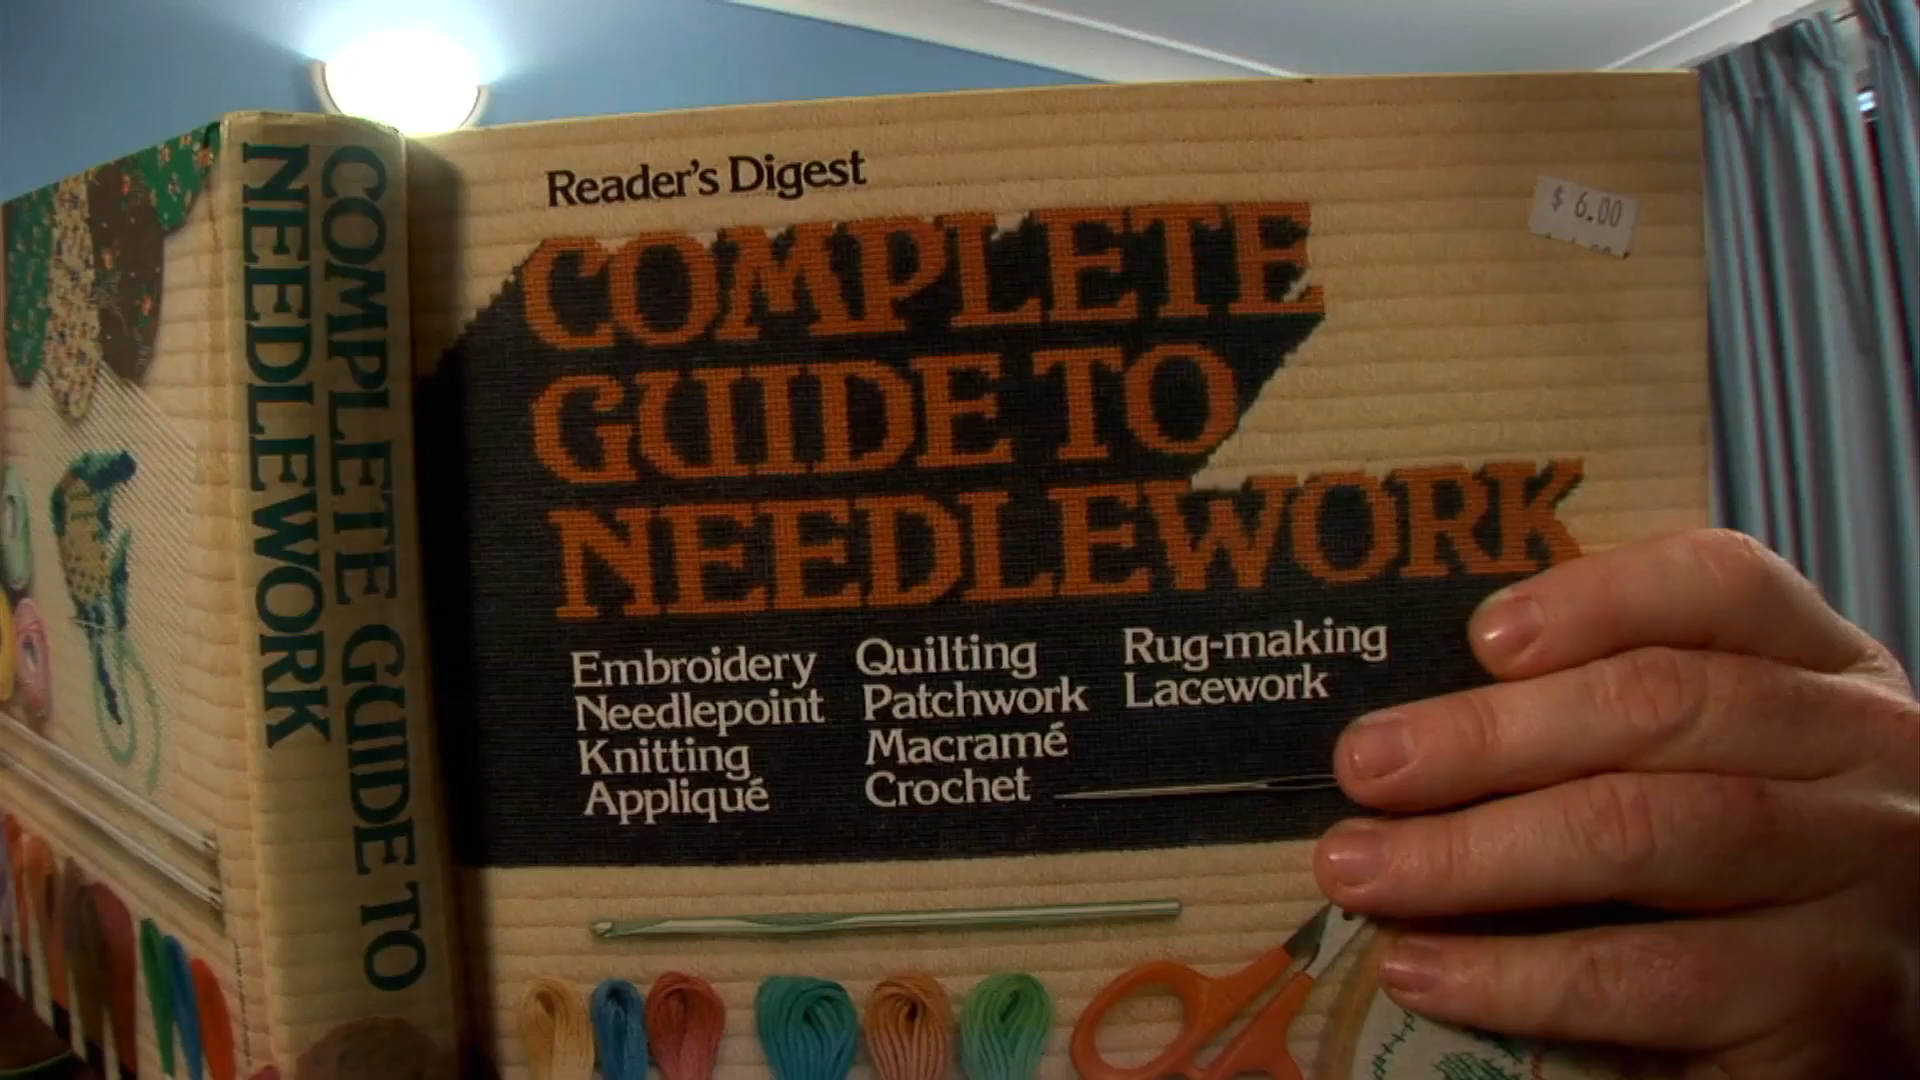 COMPLETE GUIDE TO
NEEDLEWORK
Reader's Digest
COMPLETE
GUIDE TO
NEEDLEWORK
$ 6.00
Embroidery
Needlepoint
Knitting
Appliqué
Quilting
Patchwork
Macramé
Crochet
Rug-making
Lacework